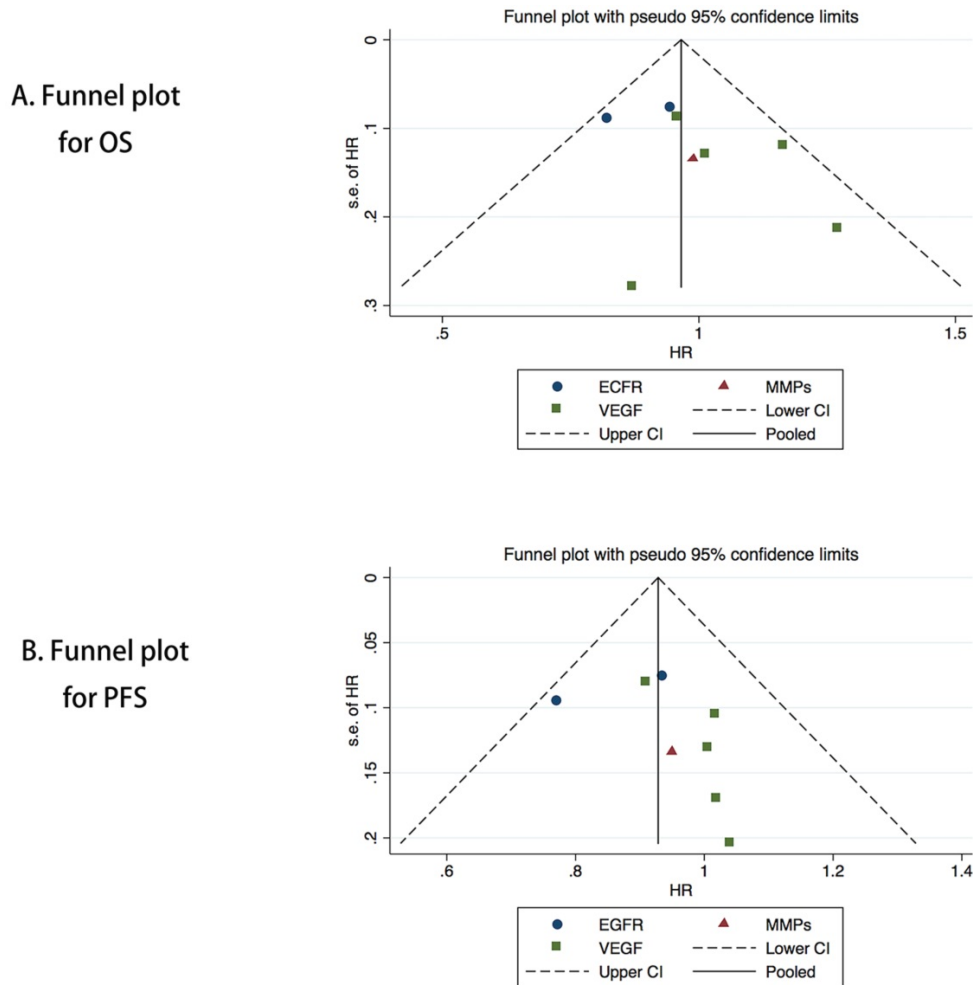 A. Funnel plot
for OS
Funnel plot with pseudo 95% confidence limits
0
.1
.2
.3
s.e. of HR
.5
1
1.5
HR
ECFR
MMPs
VEGF
Lower CI
Upper CI
Pooled
B. Funnel plot
for PFS
Funnel plot with pseudo 95% confidence limits
0
.05
.1
.15
.2
s.e. of HR
.6
.8
1
1.2
1.4
HR
EGFR
MMPs
VEGF
Lower CI
Upper CI
Pooled